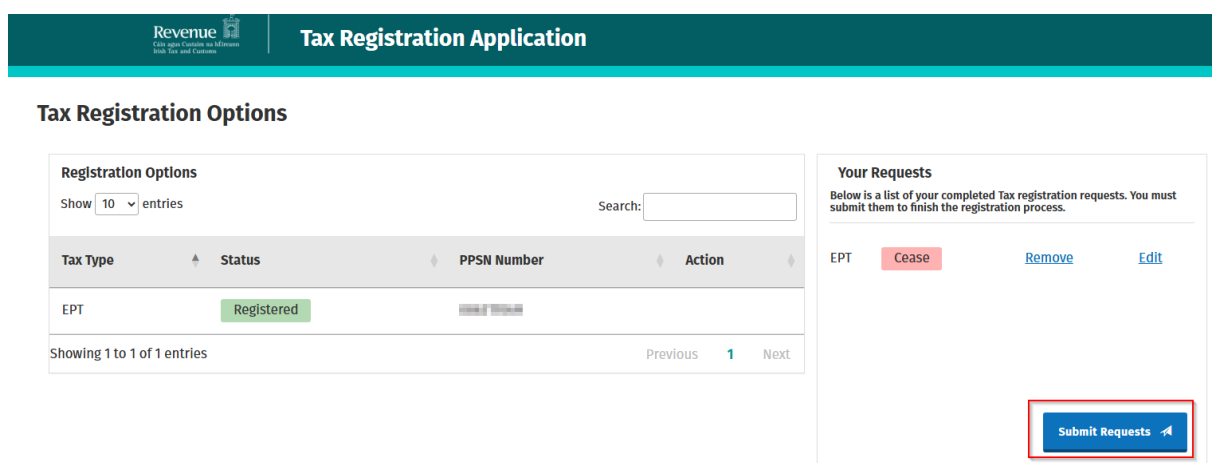 Revenue
Cáin agus Custaim na hÉireann
Irish Tax and Customs
Tax Registration Application
Tax Registration Options
Registration Options
Show 10 entries
Search:
Tax Type Status PPSN Number Action
EPT Registered
Showing 1 to 1 of 1 entries
Previous 1 Next
Your Requests
Below is a list of your completed Tax registration requests. You must
submit them to finish the registration process.
EPT Cease Remove Edit
Submit Requests